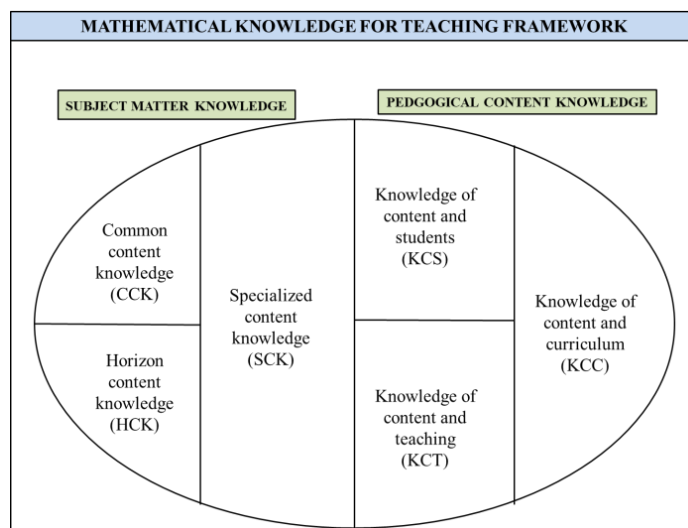 MATHEMATICAL KNOWLEDGE FOR TEACHING FRAMEWORK
SUBJECT MATTER KNOWLEDGE
PEDGOGICAL CONTENT KNOWLEDGE
Common
content
knowledge
(CCK)
Horizon
content
knowledge
(HCK)
Specialized
content
knowledge
(SCK)
Knowledge of
content and
students
(KCS)
Knowledge of
content and
teaching
(KCT)
Knowledge of
content and
curriculum
(KCC)